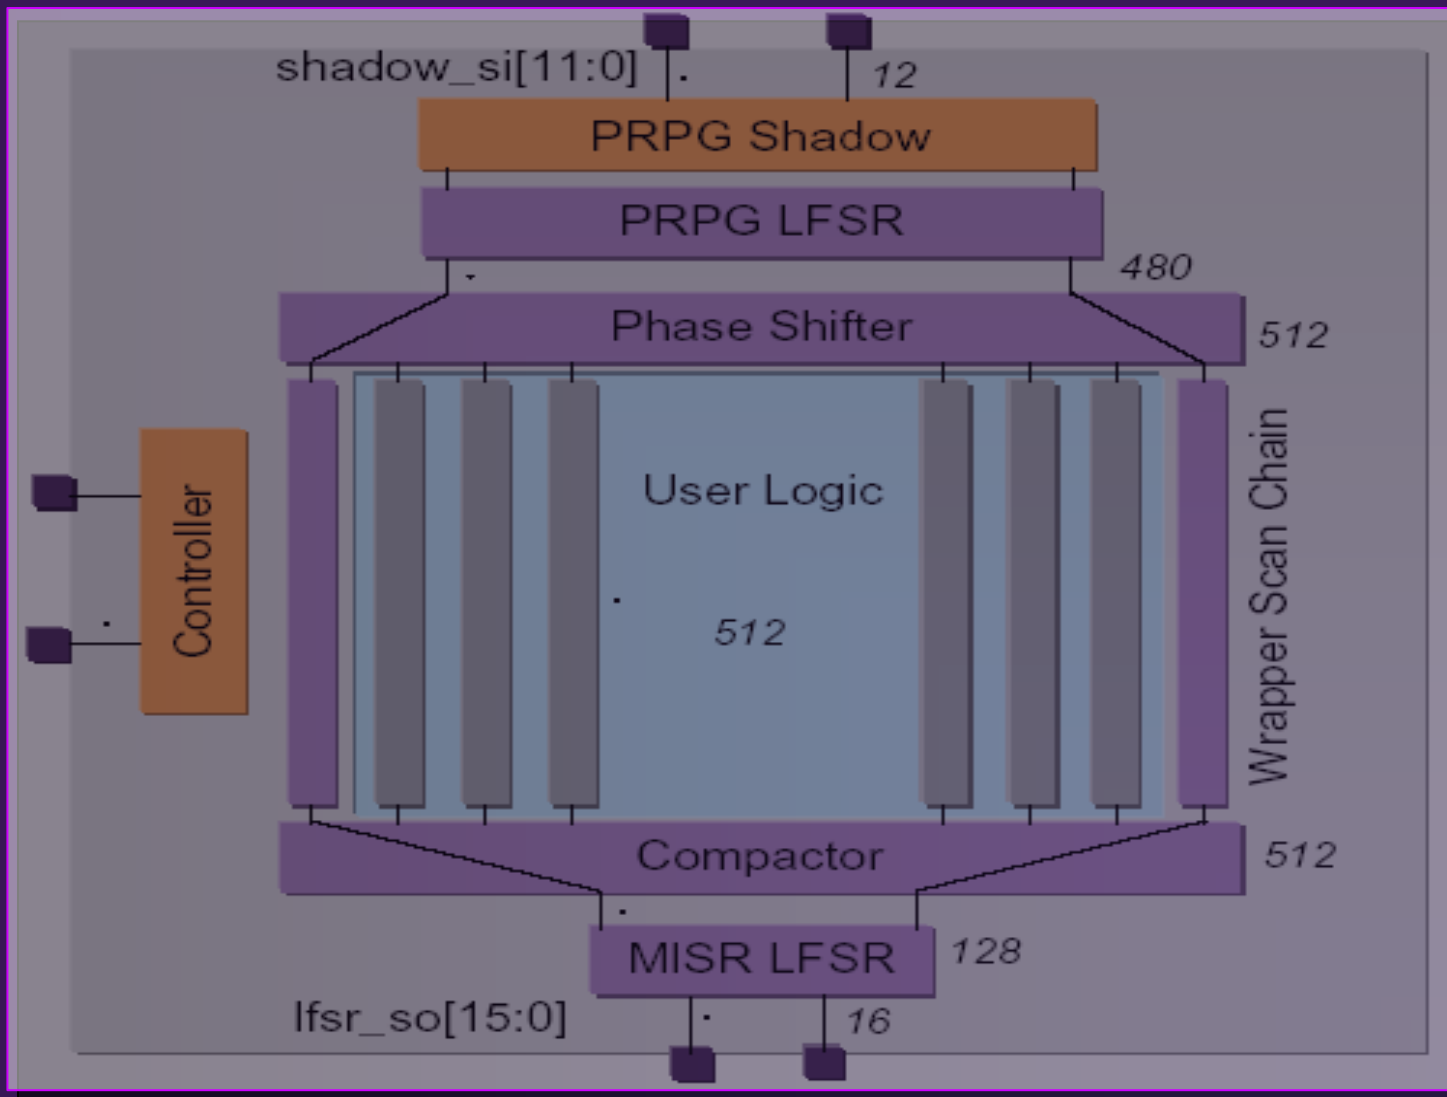 shadow_si[11:0]
12
PRPG Shadow
PRPG LFSR
480
Phase Shifter
512
Controller
User Logic
512
Wrapper Scan Chain
Compactor
512
MISR LFSR
128
lfsr_so[15:0]
16